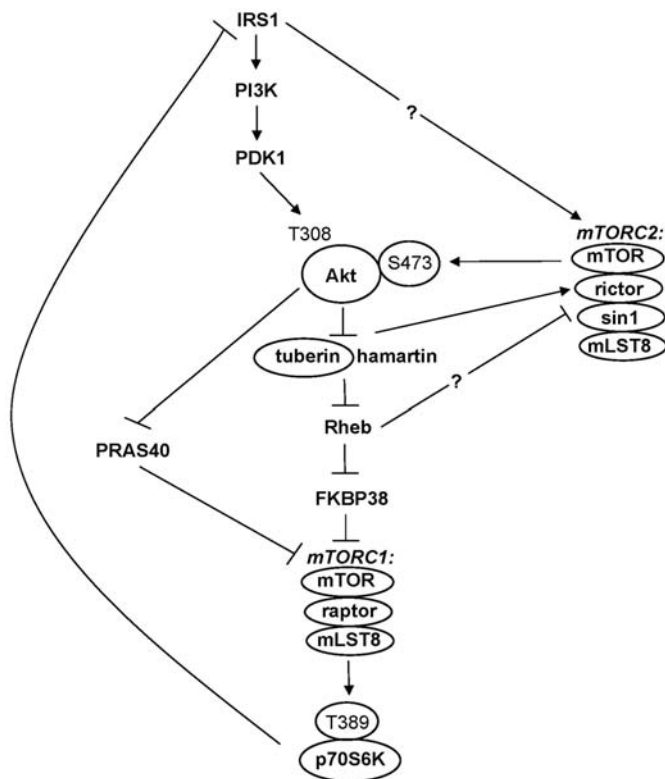 IRS1
PI3K
?
PDK1
T308
mTORC2:
Akt
S473
mTOR
rictor
sin1
mLST8
tuberin hamartin
?
Rheb
PRAS40
FKBP38
mTORC1:
mTOR
raptor
mLST8
T389
p70S6K